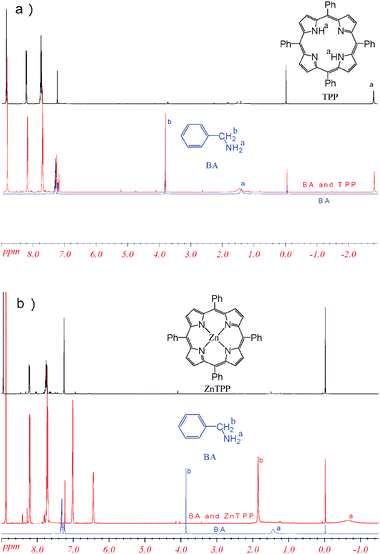 a )
Ph
a
NH
N
Ph
Ph
a
N
HN
Ph
TPP
a
b
b
CH2
a
NH2
BA
a
BA and TPP
BA
ppm 8.0 7.0 6.0 5.0 4.0 3.0 2.0 1.0 0.0 -1.0 -2.0
b )
Ph
N
N
Ph
Zn
Ph
N
N
Ph
ZnTPP
b
CH2
a
NH2
BA
b
b
BA and ZnTPP
a
BA
a
ppm 8.0 7.0 6.0 5.0 4.0 3.0 2.0 1.0 0.0